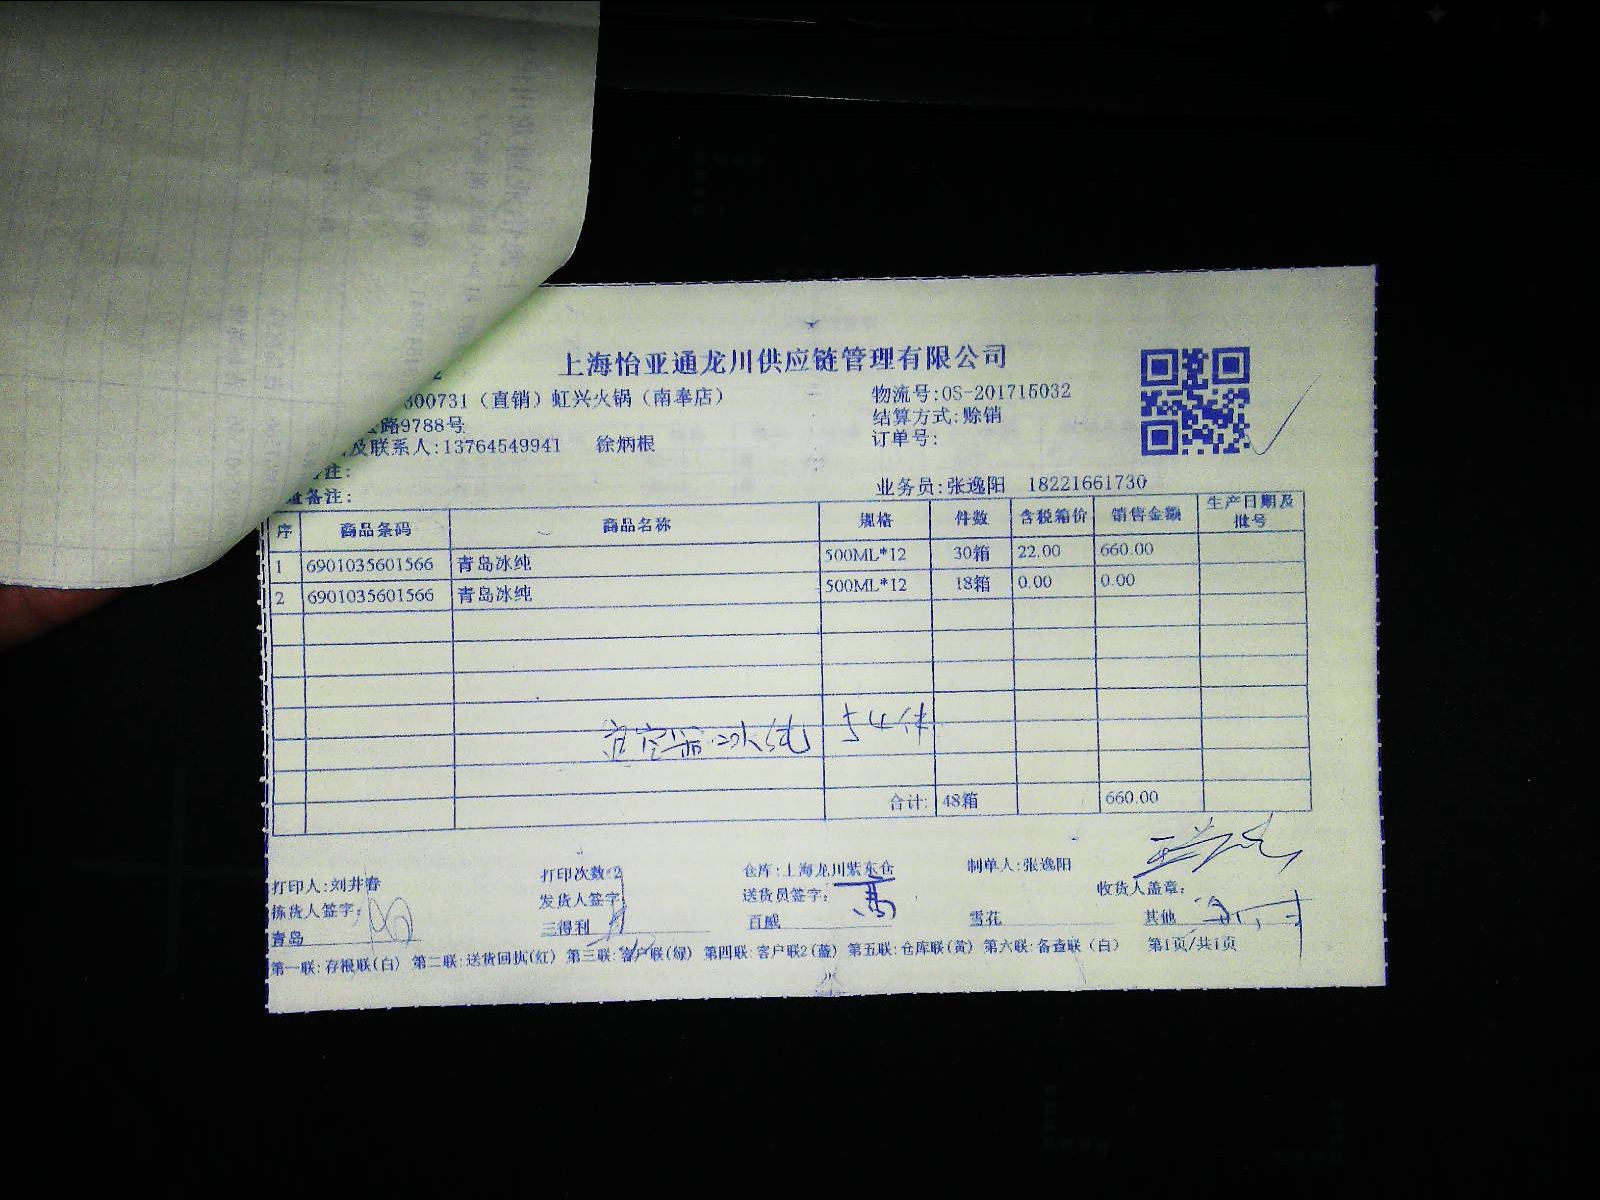 上海怡亚通龙川供应链管理有限公司
300731（直销）虹兴火锅（南奉店）
物流号:OS-201715032
路9788号
结算方式:赊销
及联系人:13764549941 徐炳根
订单号:
注:
备注:
业务员:张逸阳 18221661730
序 商品条码 商品名称 规格 件数 含税箱价 销售金额 生产日期及批号
1 6901035601566 青岛冰纯 500ML*12 30箱 22.00 660.00
2 6901035601566 青岛冰纯 500ML*12 18箱 0.00 0.00
空箱冰纯 54件
合计: 48箱 660.00
打印人:刘井春 打印次数:2 仓库:上海龙川紫东仓 制单人:张逸阳
拣货人签字: 发货人签字 送货员签字: 收货人盖章:
青岛 三得利 百威 雪花 其他
第一联:存根联(白) 第二联:送货回执(红) 第三联:客户联(绿) 第四联:客户联2(蓝) 第五联:仓库联(黄) 第六联:备查联（白） 第1页/共1页